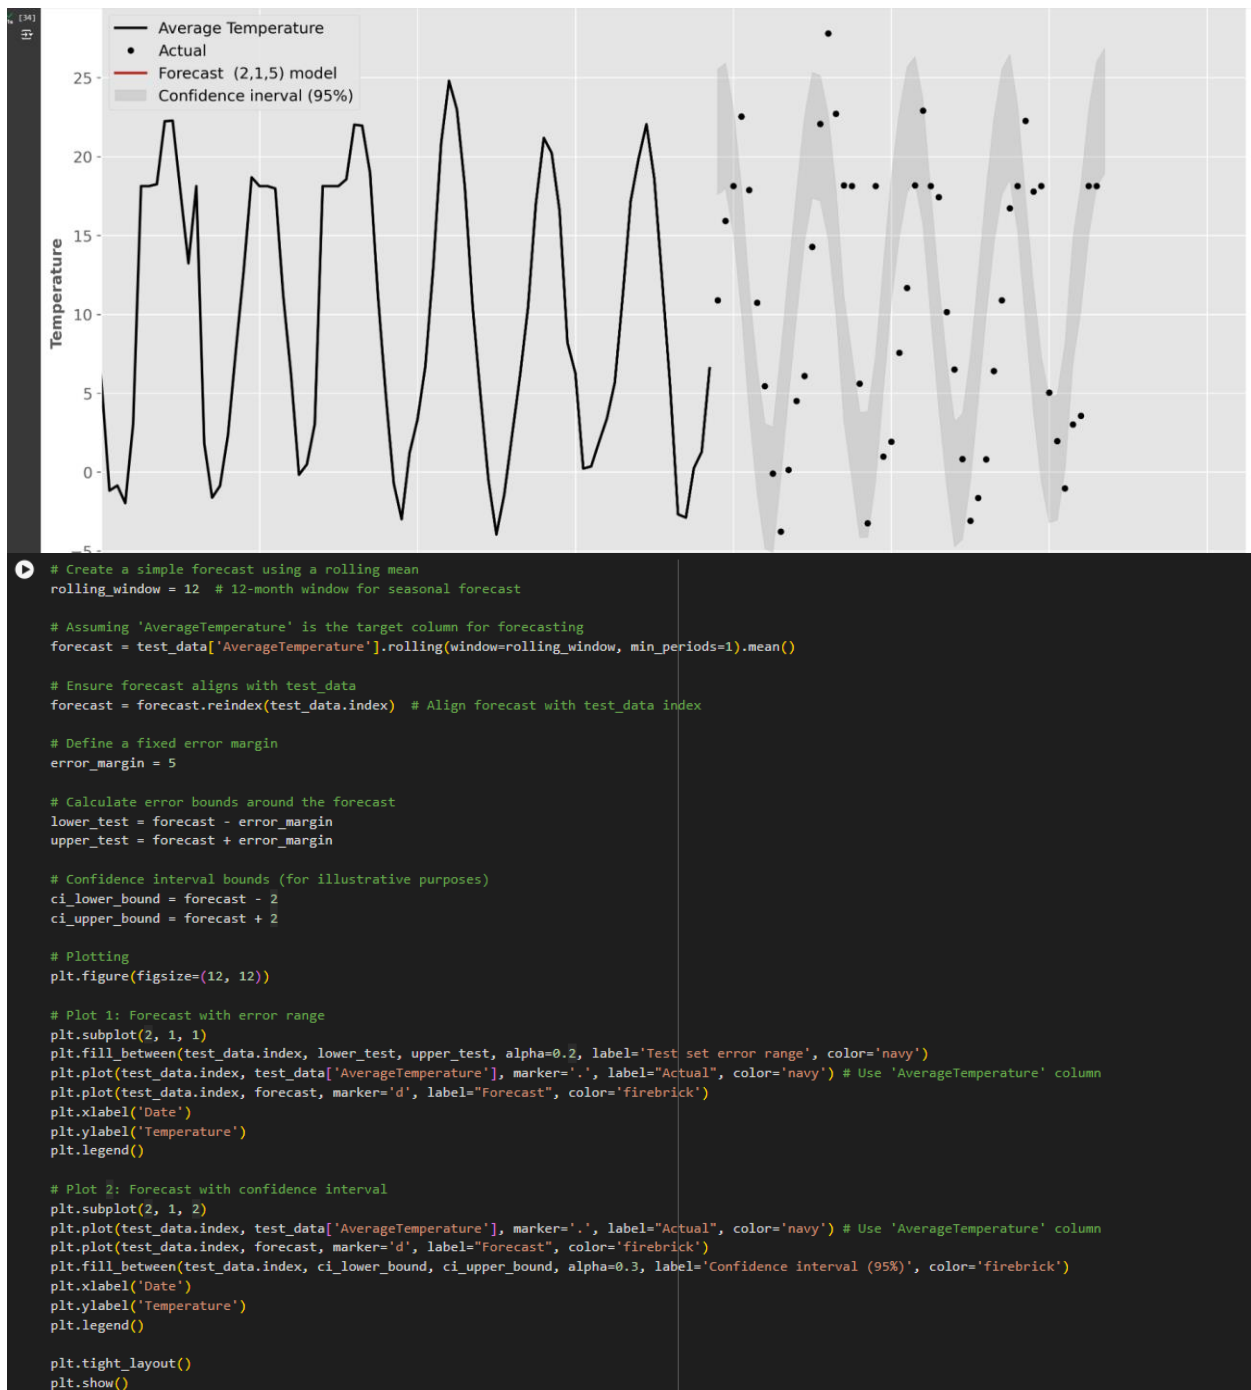 [34]
Average Temperature
Actual
Forecast (2,1,5) model
Confidence inerval (95%)
25
20
15
10
5
0
−5
Temperature
# Create a simple forecast using a rolling mean
rolling_window = 12  # 12-month window for seasonal forecast
# Assuming 'AverageTemperature' is the target column for forecasting
forecast = test_data['AverageTemperature'].rolling(window=rolling_window, min_periods=1).mean()
# Ensure forecast aligns with test_data
forecast = forecast.reindex(test_data.index)  # Align forecast with test_data index
# Define a fixed error margin
error_margin = 5
# Calculate error bounds around the forecast
lower_test = forecast - error_margin
upper_test = forecast + error_margin
# Confidence interval bounds (for illustrative purposes)
ci_lower_bound = forecast - 2
ci_upper_bound = forecast + 2
# Plotting
plt.figure(figsize=(12, 12))
# Plot 1: Forecast with error range
plt.subplot(2, 1, 1)
plt.fill_between(test_data.index, lower_test, upper_test, alpha=0.2, label='Test set error range', color='navy')
plt.plot(test_data.index, test_data['AverageTemperature'], marker='.', label="Actual", color='navy') # Use 'AverageTemperature' column
plt.plot(test_data.index, forecast, marker='d', label="Forecast", color='firebrick')
plt.xlabel('Date')
plt.ylabel('Temperature')
plt.legend()
# Plot 2: Forecast with confidence interval
plt.subplot(2, 1, 2)
plt.plot(test_data.index, test_data['AverageTemperature'], marker='.', label="Actual", color='navy') # Use 'AverageTemperature' column
plt.plot(test_data.index, forecast, marker='d', label="Forecast", color='firebrick')
plt.fill_between(test_data.index, ci_lower_bound, ci_upper_bound, alpha=0.3, label='Confidence interval (95%)', color='firebrick')
plt.xlabel('Date')
plt.ylabel('Temperature')
plt.legend()
plt.tight_layout()
plt.show()